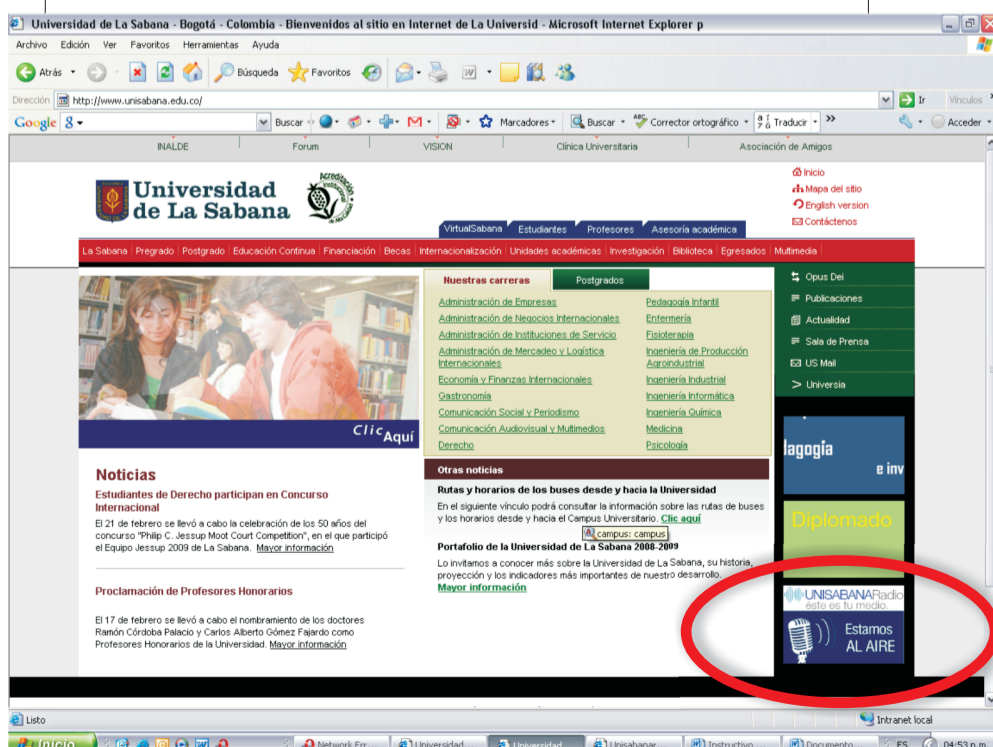 Universidad de La Sabana - Bogotá - Colombia - Bienvenidos al sitio en Internet de La Universid - Microsoft Internet Explorer p
Archivo Edición Ver Favoritos Herramientas Ayuda
Atrás Búsqueda Favoritos
Dirección http://www.unisabana.edu.co/ Ir Vínculos
Google Buscar Marcadores Buscar Corrector ortográfico Traducir Acceder
INALDE Forum VISION Clínica Universitaria Asociación de Amigos
Inicio
Mapa del sitio
English version
Contáctenos
Universidad
de La Sabana
VirtualSabana Estudiantes Profesores Asesoría académica
La Sabana Pregrado Postgrado Educación Continua Financiación Becas Internacionalización Unidades académicas Investigación Biblioteca Egresados Multimedia
Clic Aquí
Nuestras carreras Postgrados
Administración de Empresas
Administración de Negocios Internacionales
Administración de Instituciones de Servicio
Administración de Mercadeo y Logística
Internacionales
Economía y Finanzas Internacionales
Gastronomía
Comunicación Social y Periodismo
Comunicación Audiovisual y Multimedios
Derecho
Pedagogía Infantil
Enfermería
Fisioterapia
Ingeniería de Producción
Agroindustrial
Ingeniería Industrial
Ingeniería Informática
Ingeniería Química
Medicina
Psicología
Opus Dei
Publicaciones
Actualidad
Sala de Prensa
US Mail
Universia
Noticias
Estudiantes de Derecho participan en Concurso
Internacional
El 21 de febrero se llevó a cabo la celebración de los 50 años del
concurso "Philip C. Jessup Moot Court Competition", en el que participó
el Equipo Jessup 2009 de La Sabana. Mayor información
Proclamación de Profesores Honorarios
El 17 de febrero se llevó a cabo el nombramiento de los doctores
Ramón Córdoba Palacio y Carlos Alberto Gómez Fajardo como
Profesores Honorarios de la Universidad. Mayor información
Otras noticias
Rutas y horarios de los buses desde y hacia la Universidad
En el siguiente vínculo podrá consultar la información sobre las rutas de buses
y los horarios desde y hacia el Campus Universitario. Clic aquí
campus: campus
Portafolio de la Universidad de La Sabana 2008-2009
Lo invitamos a conocer más sobre la Universidad de La Sabana, su historia,
proyección y los indicadores más importantes de nuestro desarrollo.
Mayor información
lagogía
e inv
Diplomado
UNISABANARadio
éste es tu medio.
Estamos
AL AIRE
Listo Intranet local
Inicio Network Err... Universidad ... Universidad ... Unisabanar... Instructivo ... Documento... ES 04:53 p.m.